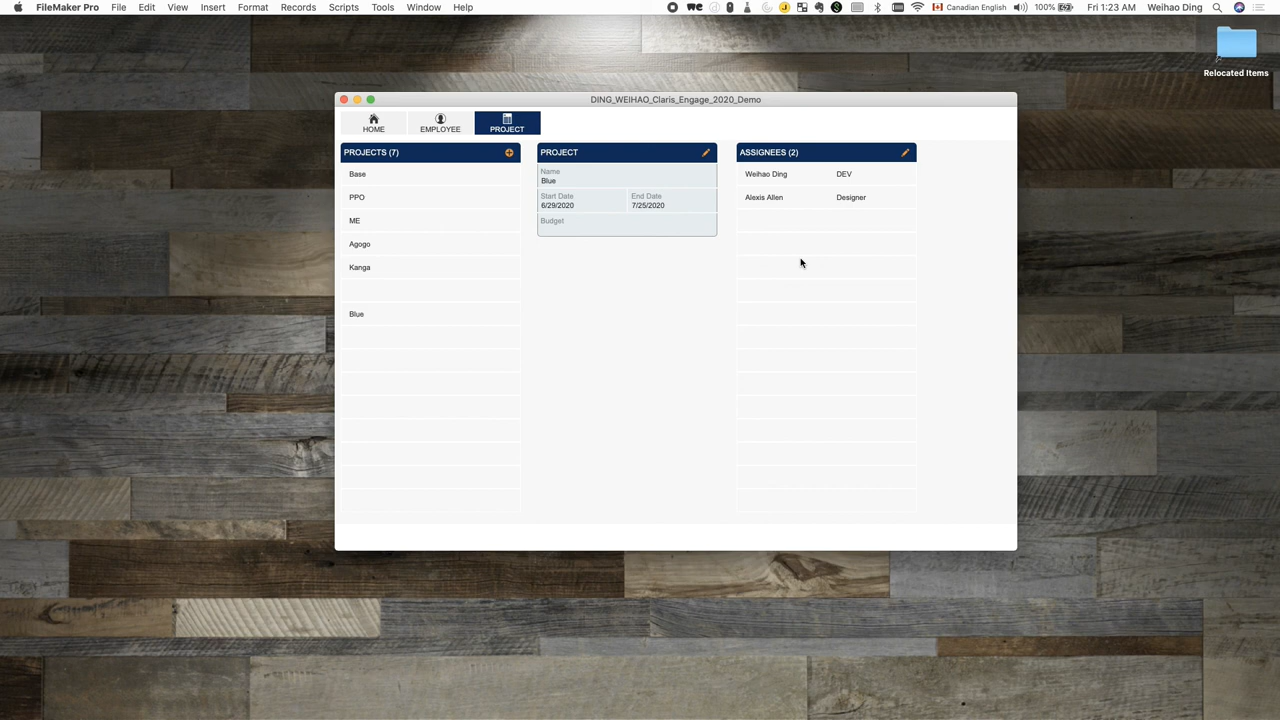 FileMaker Pro File Edit View Insert Format Records Scripts Tools Window Help Canadian English 100% Fri 1:23 AM Weihao Ding
Relocated Items
DING_WEIHAO_Claris_Engage_2020_Demo
HOME EMPLOYEE PROJECT
PROJECTS (7)
Base
PPO
ME
Agogo
Kanga
Blue
PROJECT
Name
Blue
Start Date End Date
6/29/2020 7/25/2020
Budget
ASSIGNEES (2)
Weihao Ding DEV
Alexis Allen Designer